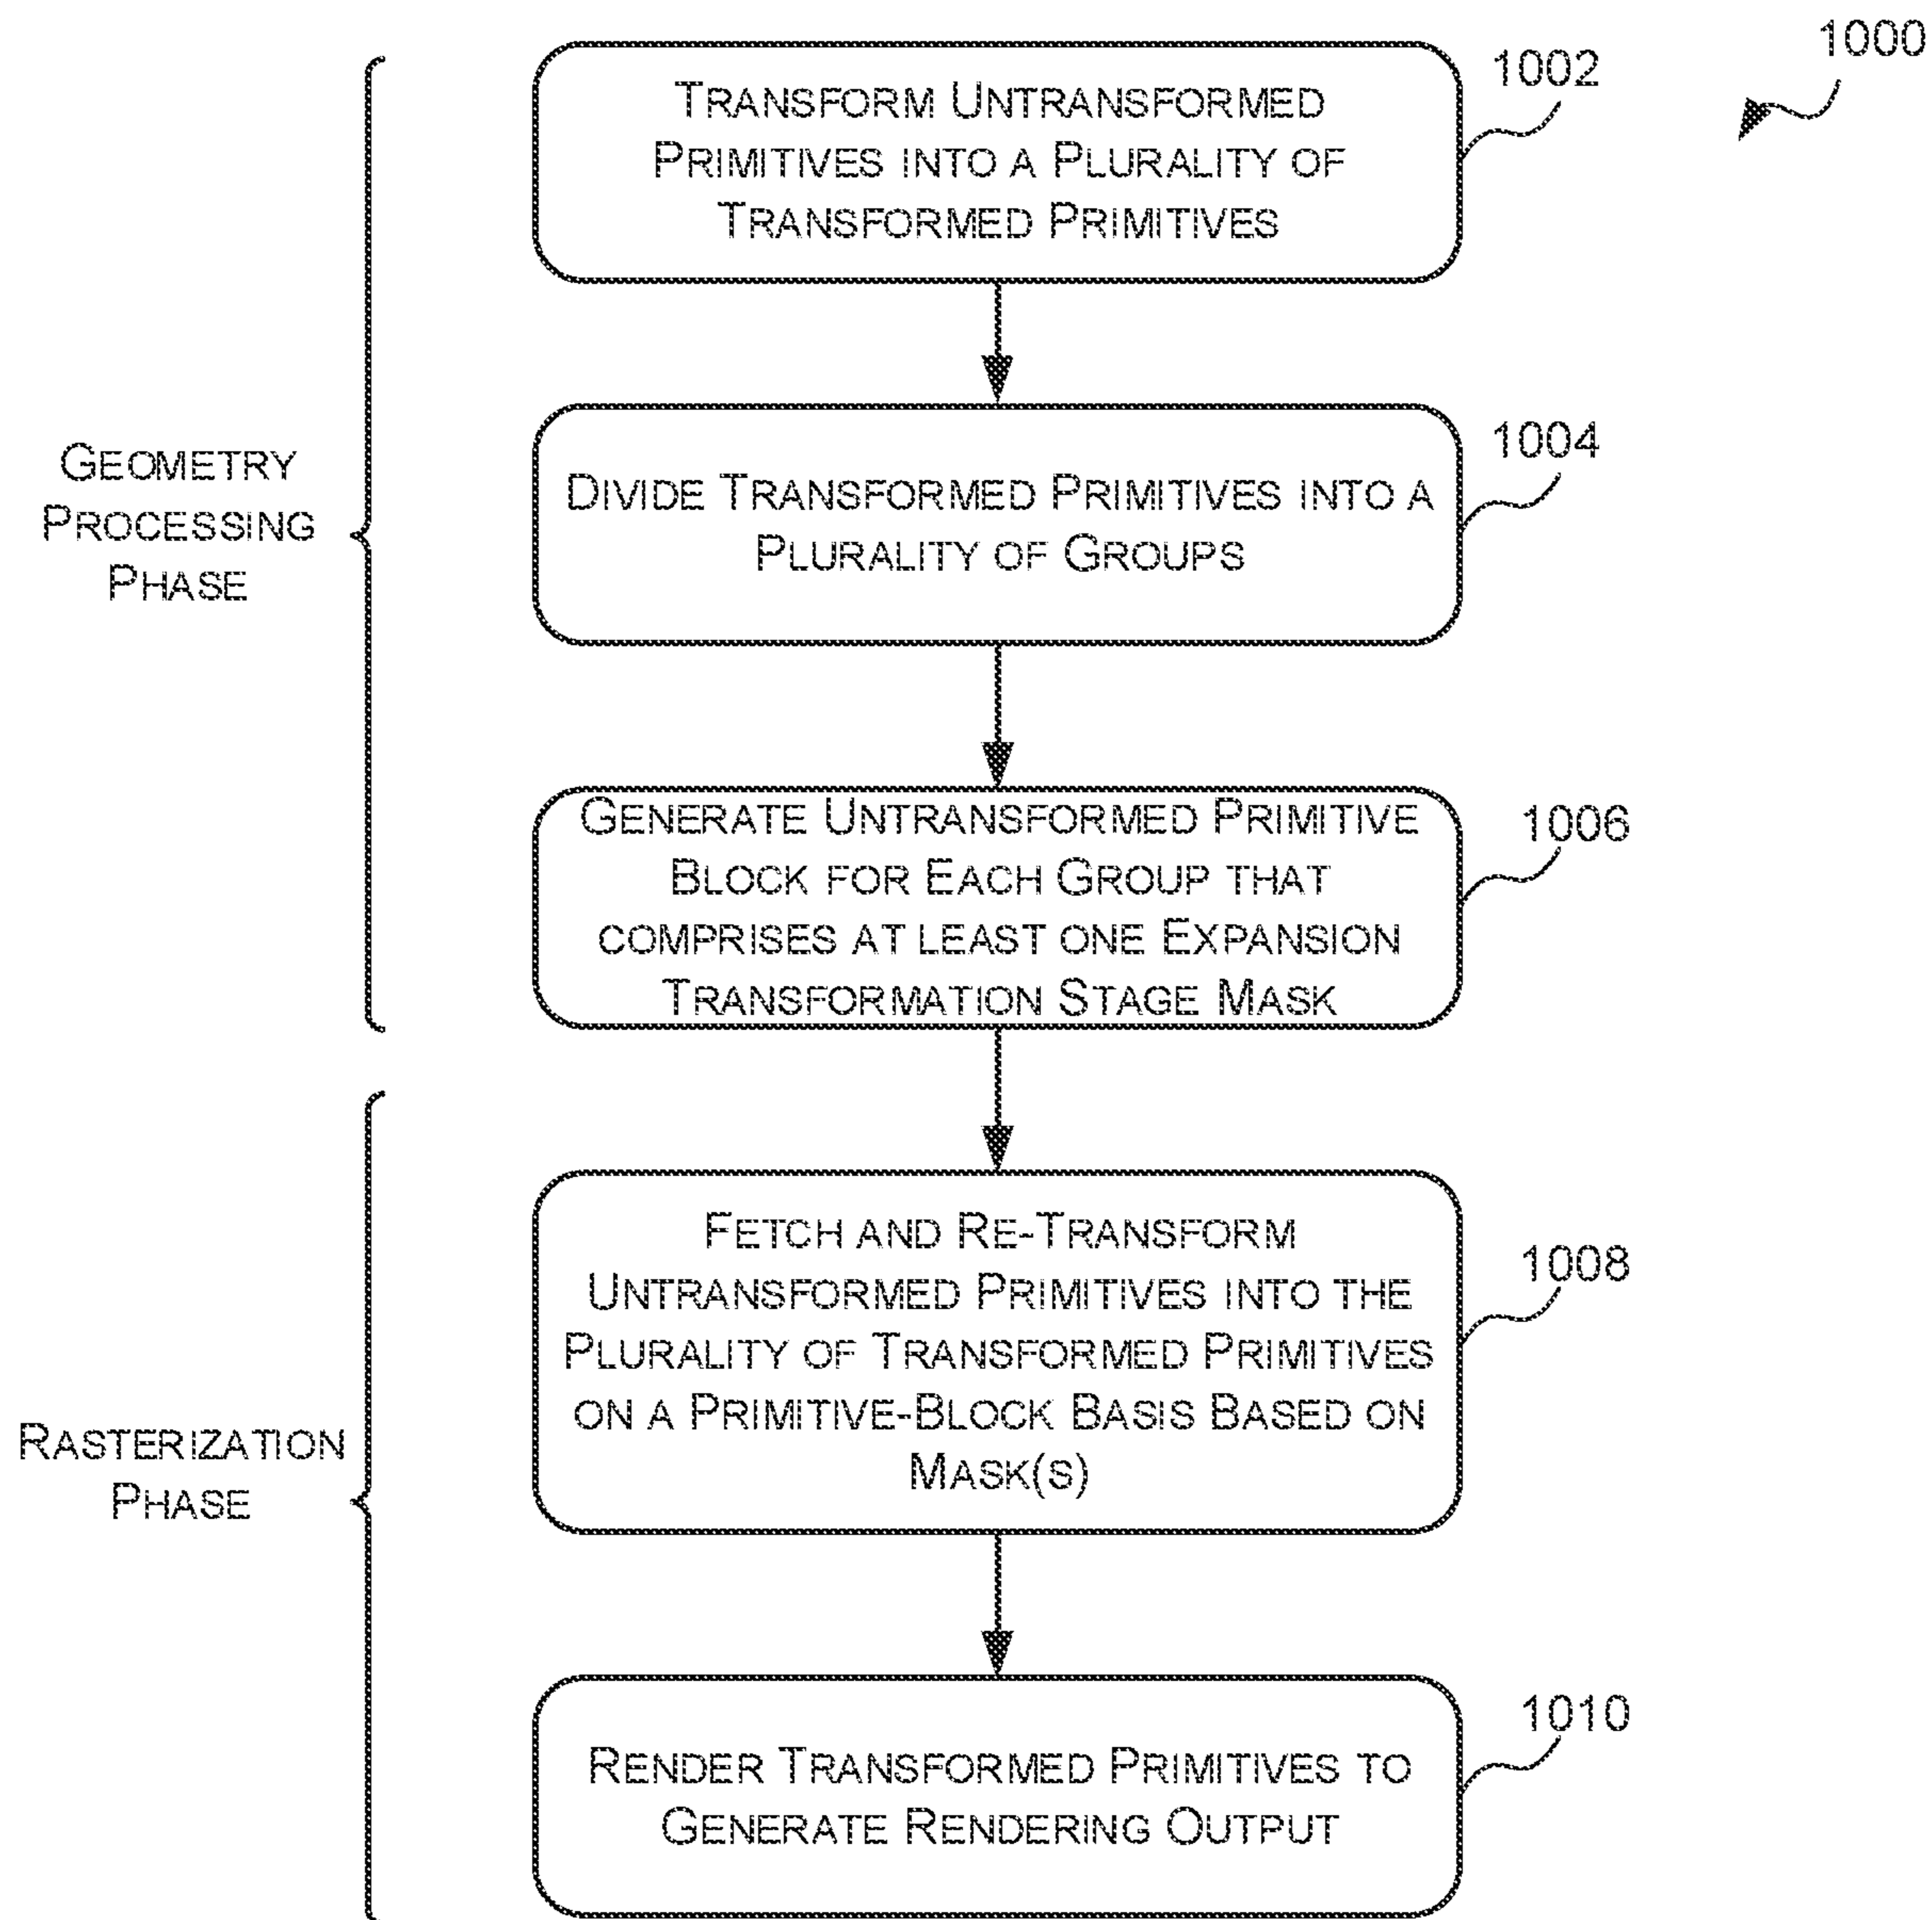 1000
TRANSFORM UNTRANSFORMED
PRIMITIVES INTO A PLURALITY OF
TRANSFORMED PRIMITIVES
1002
DIVIDE TRANSFORMED PRIMITIVES INTO A
PLURALITY OF GROUPS
1004
GEOMETRY
PROCESSING
PHASE
GENERATE UNTRANSFORMED PRIMITIVE
BLOCK FOR EACH GROUP THAT
COMPRISES AT LEAST ONE EXPANSION
TRANSFORMATION STAGE MASK
1006
FETCH AND RE-TRANSFORM
UNTRANSFORMED PRIMITIVES INTO THE
PLURALITY OF TRANSFORMED PRIMITIVES
ON A PRIMITIVE-BLOCK BASIS BASED ON
MASK(S)
1008
RASTERIZATION
PHASE
RENDER TRANSFORMED PRIMITIVES TO
GENERATE RENDERING OUTPUT
1010